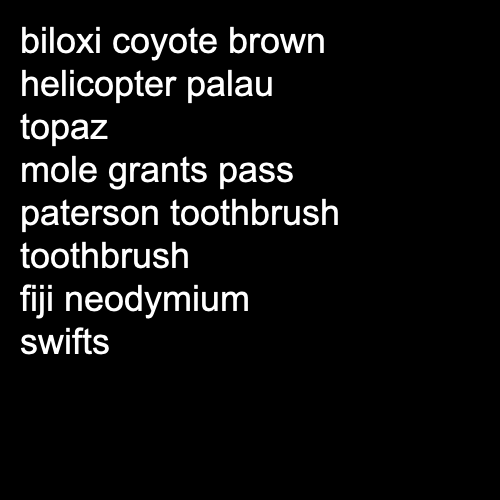 biloxi coyote brown
helicopter palau
topaz
mole grants pass
paterson toothbrush
toothbrush
fiji neodymium
swifts